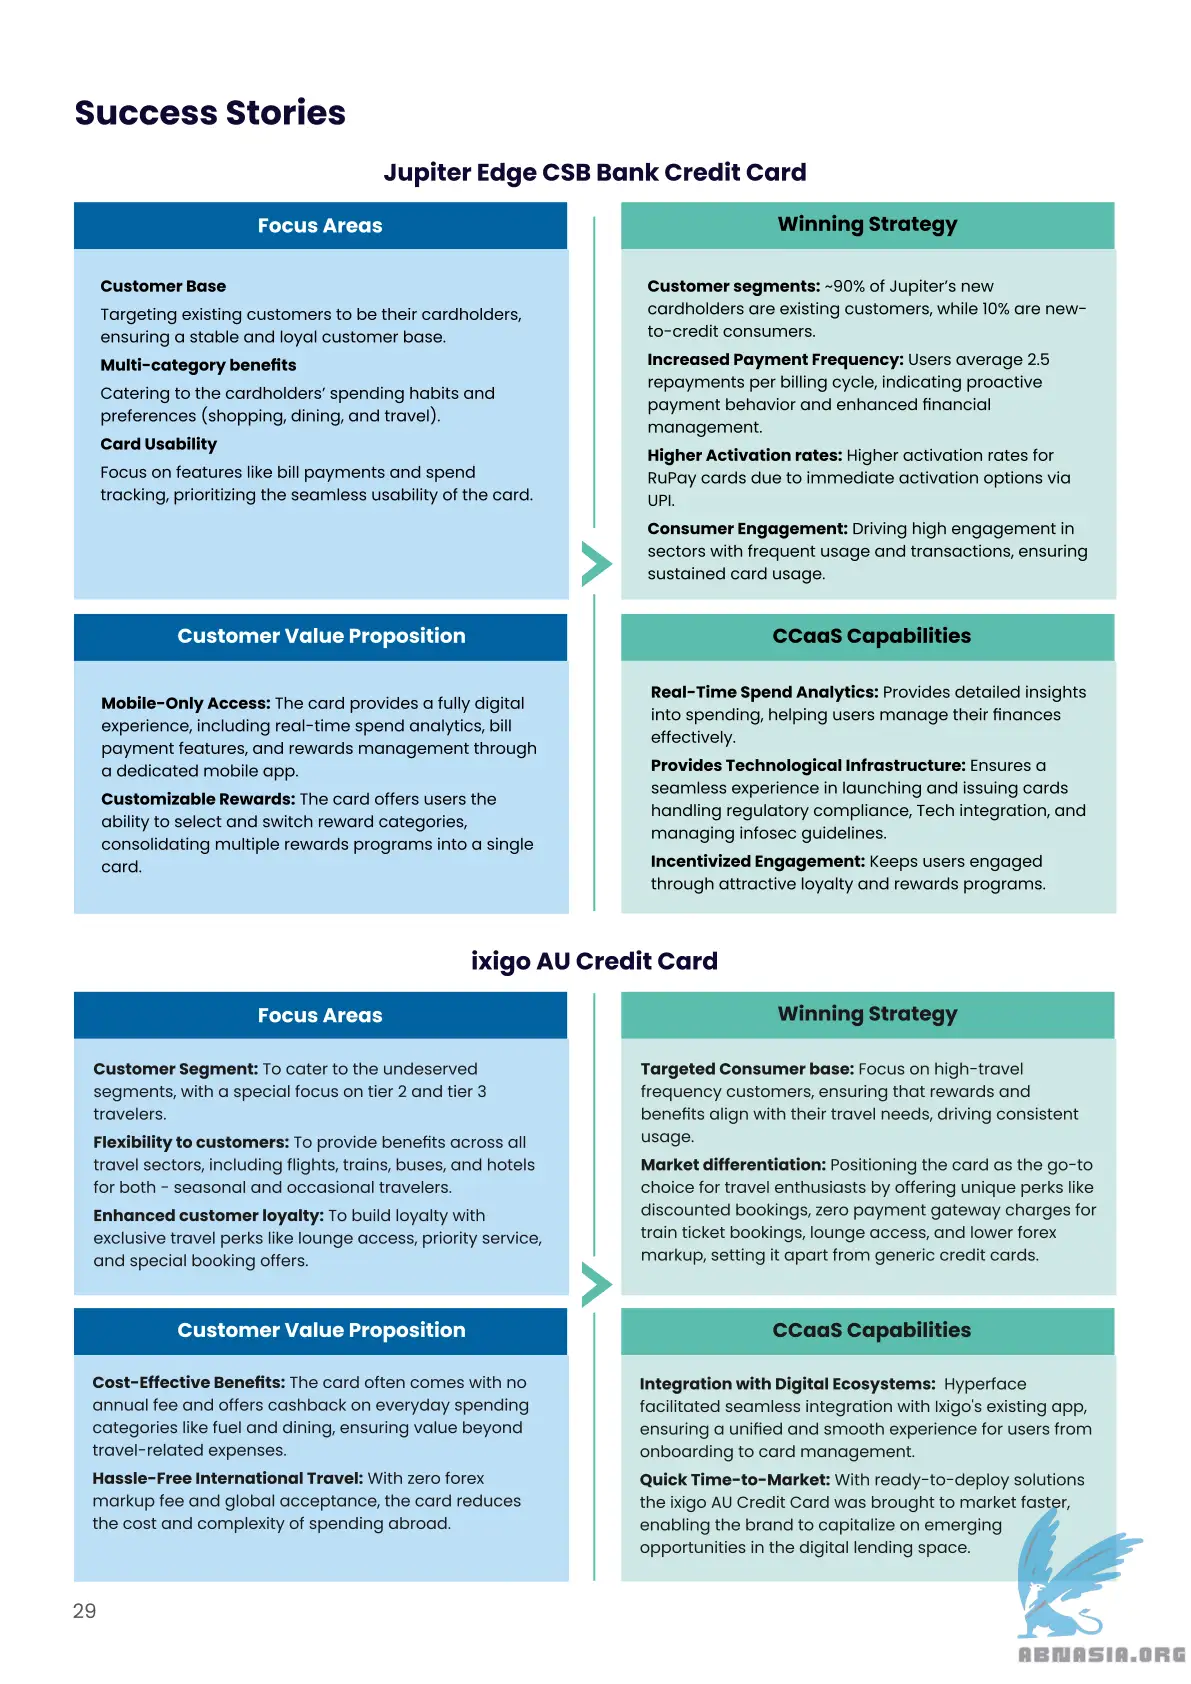 Success Stories
Jupiter Edge CSB Bank Credit Card
Focus Areas
Customer Base
Targeting existing customers to be their cardholders,
ensuring a stable and loyal customer base.
Multi-category benefits
Catering to the cardholders' spending habits and
preferences (shopping, dining, and travel).
Card Usability
Focus on features like bill payments and spend
tracking, prioritizing the seamless usability of the card.
Winning Strategy
Customer segments: ~90% of Jupiter's new
cardholders are existing customers, while 10% are new-
to-credit consumers.
Increased Payment Frequency: Users average 2.5
repayments per billing cycle, indicating proactive
payment behavior and enhanced financial
management.
Higher Activation rates: Higher activation rates for
RuPay cards due to immediate activation options via
UPI.
Consumer Engagement: Driving high engagement in
sectors with frequent usage and transactions, ensuring
sustained card usage.
Customer Value Proposition
Mobile-Only Access: The card provides a fully digital
experience, including real-time spend analytics, bill
payment features, and rewards management through
a dedicated mobile app.
Customizable Rewards: The card offers users the
ability to select and switch reward categories,
consolidating multiple rewards programs into a single
card.
CCaaS Capabilities
Real-Time Spend Analytics: Provides detailed insights
into spending, helping users manage their finances
effectively.
Provides Technological Infrastructure: Ensures a
seamless experience in launching and issuing cards
handling regulatory compliance, Tech integration, and
managing infosec guidelines.
Incentivized Engagement: Keeps users engaged
through attractive loyalty and rewards programs.
ixigo AU Credit Card
Focus Areas
Customer Segment: To cater to the undeserved
segments, with a special focus on tier 2 and tier 3
travelers.
Flexibility to customers: To provide benefits across all
travel sectors, including flights, trains, buses, and hotels
for both - seasonal and occasional travelers.
Enhanced customer loyalty: To build loyalty with
exclusive travel perks like lounge access, priority service,
and special booking offers.
Winning Strategy
Targeted Consumer base: Focus on high-travel
frequency customers, ensuring that rewards and
benefits align with their travel needs, driving consistent
usage.
Market differentiation: Positioning the card as the go-to
choice for travel enthusiasts by offering unique perks like
discounted bookings, zero payment gateway charges for
train ticket bookings, lounge access, and lower forex
markup, setting it apart from generic credit cards.
Customer Value Proposition
Cost-Effective Benefits: The card often comes with no
annual fee and offers cashback on everyday spending
categories like fuel and dining, ensuring value beyond
travel-related expenses.
Hassle-Free International Travel: With zero forex
markup fee and global acceptance, the card reduces
the cost and complexity of spending abroad.
CCaaS Capabilities
Integration with Digital Ecosystems: Hyperface
facilitated seamless integration with Ixigo's existing app,
ensuring a unified and smooth experience for users from
onboarding to card management.
Quick Time-to-Market: With ready-to-deploy solutions
the ixigo AU Credit Card was brought to market faster,
enabling the brand to capitalize on emerging
opportunities in the digital lending space.
29
ABNASIA.ORG